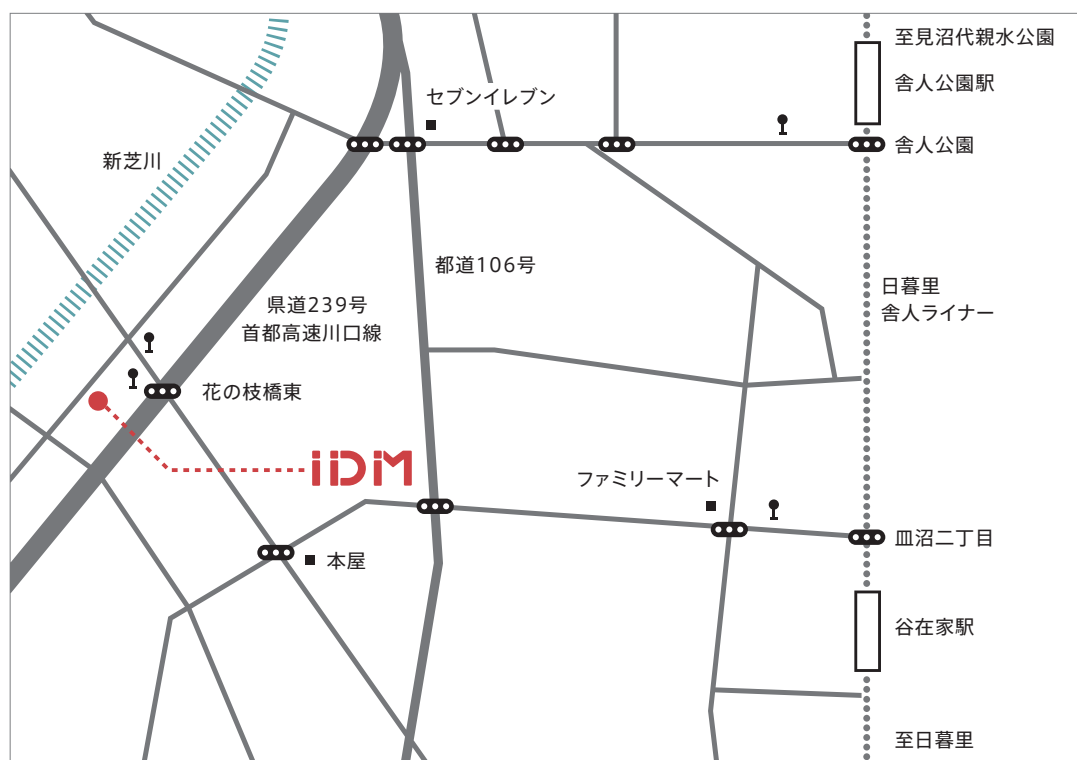 至見沼代親水公園
舎人公園駅
セブンイレブン
舎人公園
新芝川
都道106号
日暮里
舎人ライナー
県道239号
首都高速川口線
花の枝橋東
iDM
ファミリーマート
皿沼二丁目
本屋
谷在家駅
至日暮里